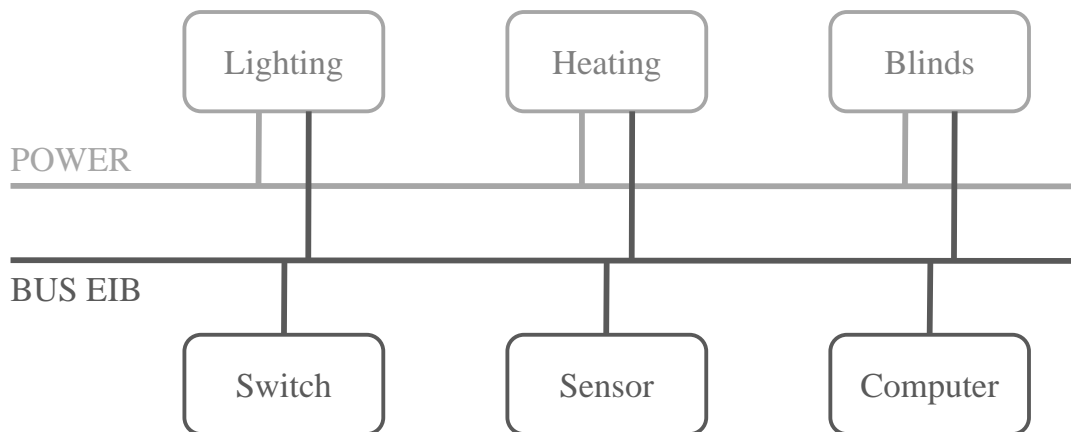 Lighting
Heating
Blinds
POWER
BUS EIB
Switch
Sensor
Computer